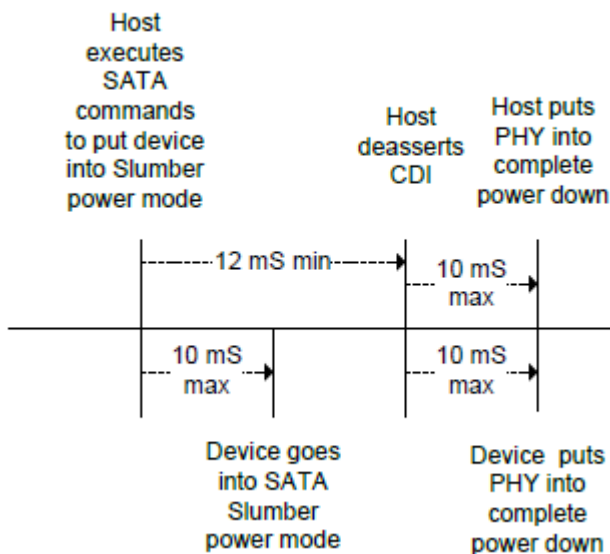 Host
executes
SATA
commands
to put device
into Slumber
power mode
Host
deasserts
CDI
Host puts
PHY into
complete
power down
12 mS min
10 mS
max
10 mS
max
10 mS
max
Device goes
into SATA
Slumber
power mode
Device puts
PHY into
complete
power down